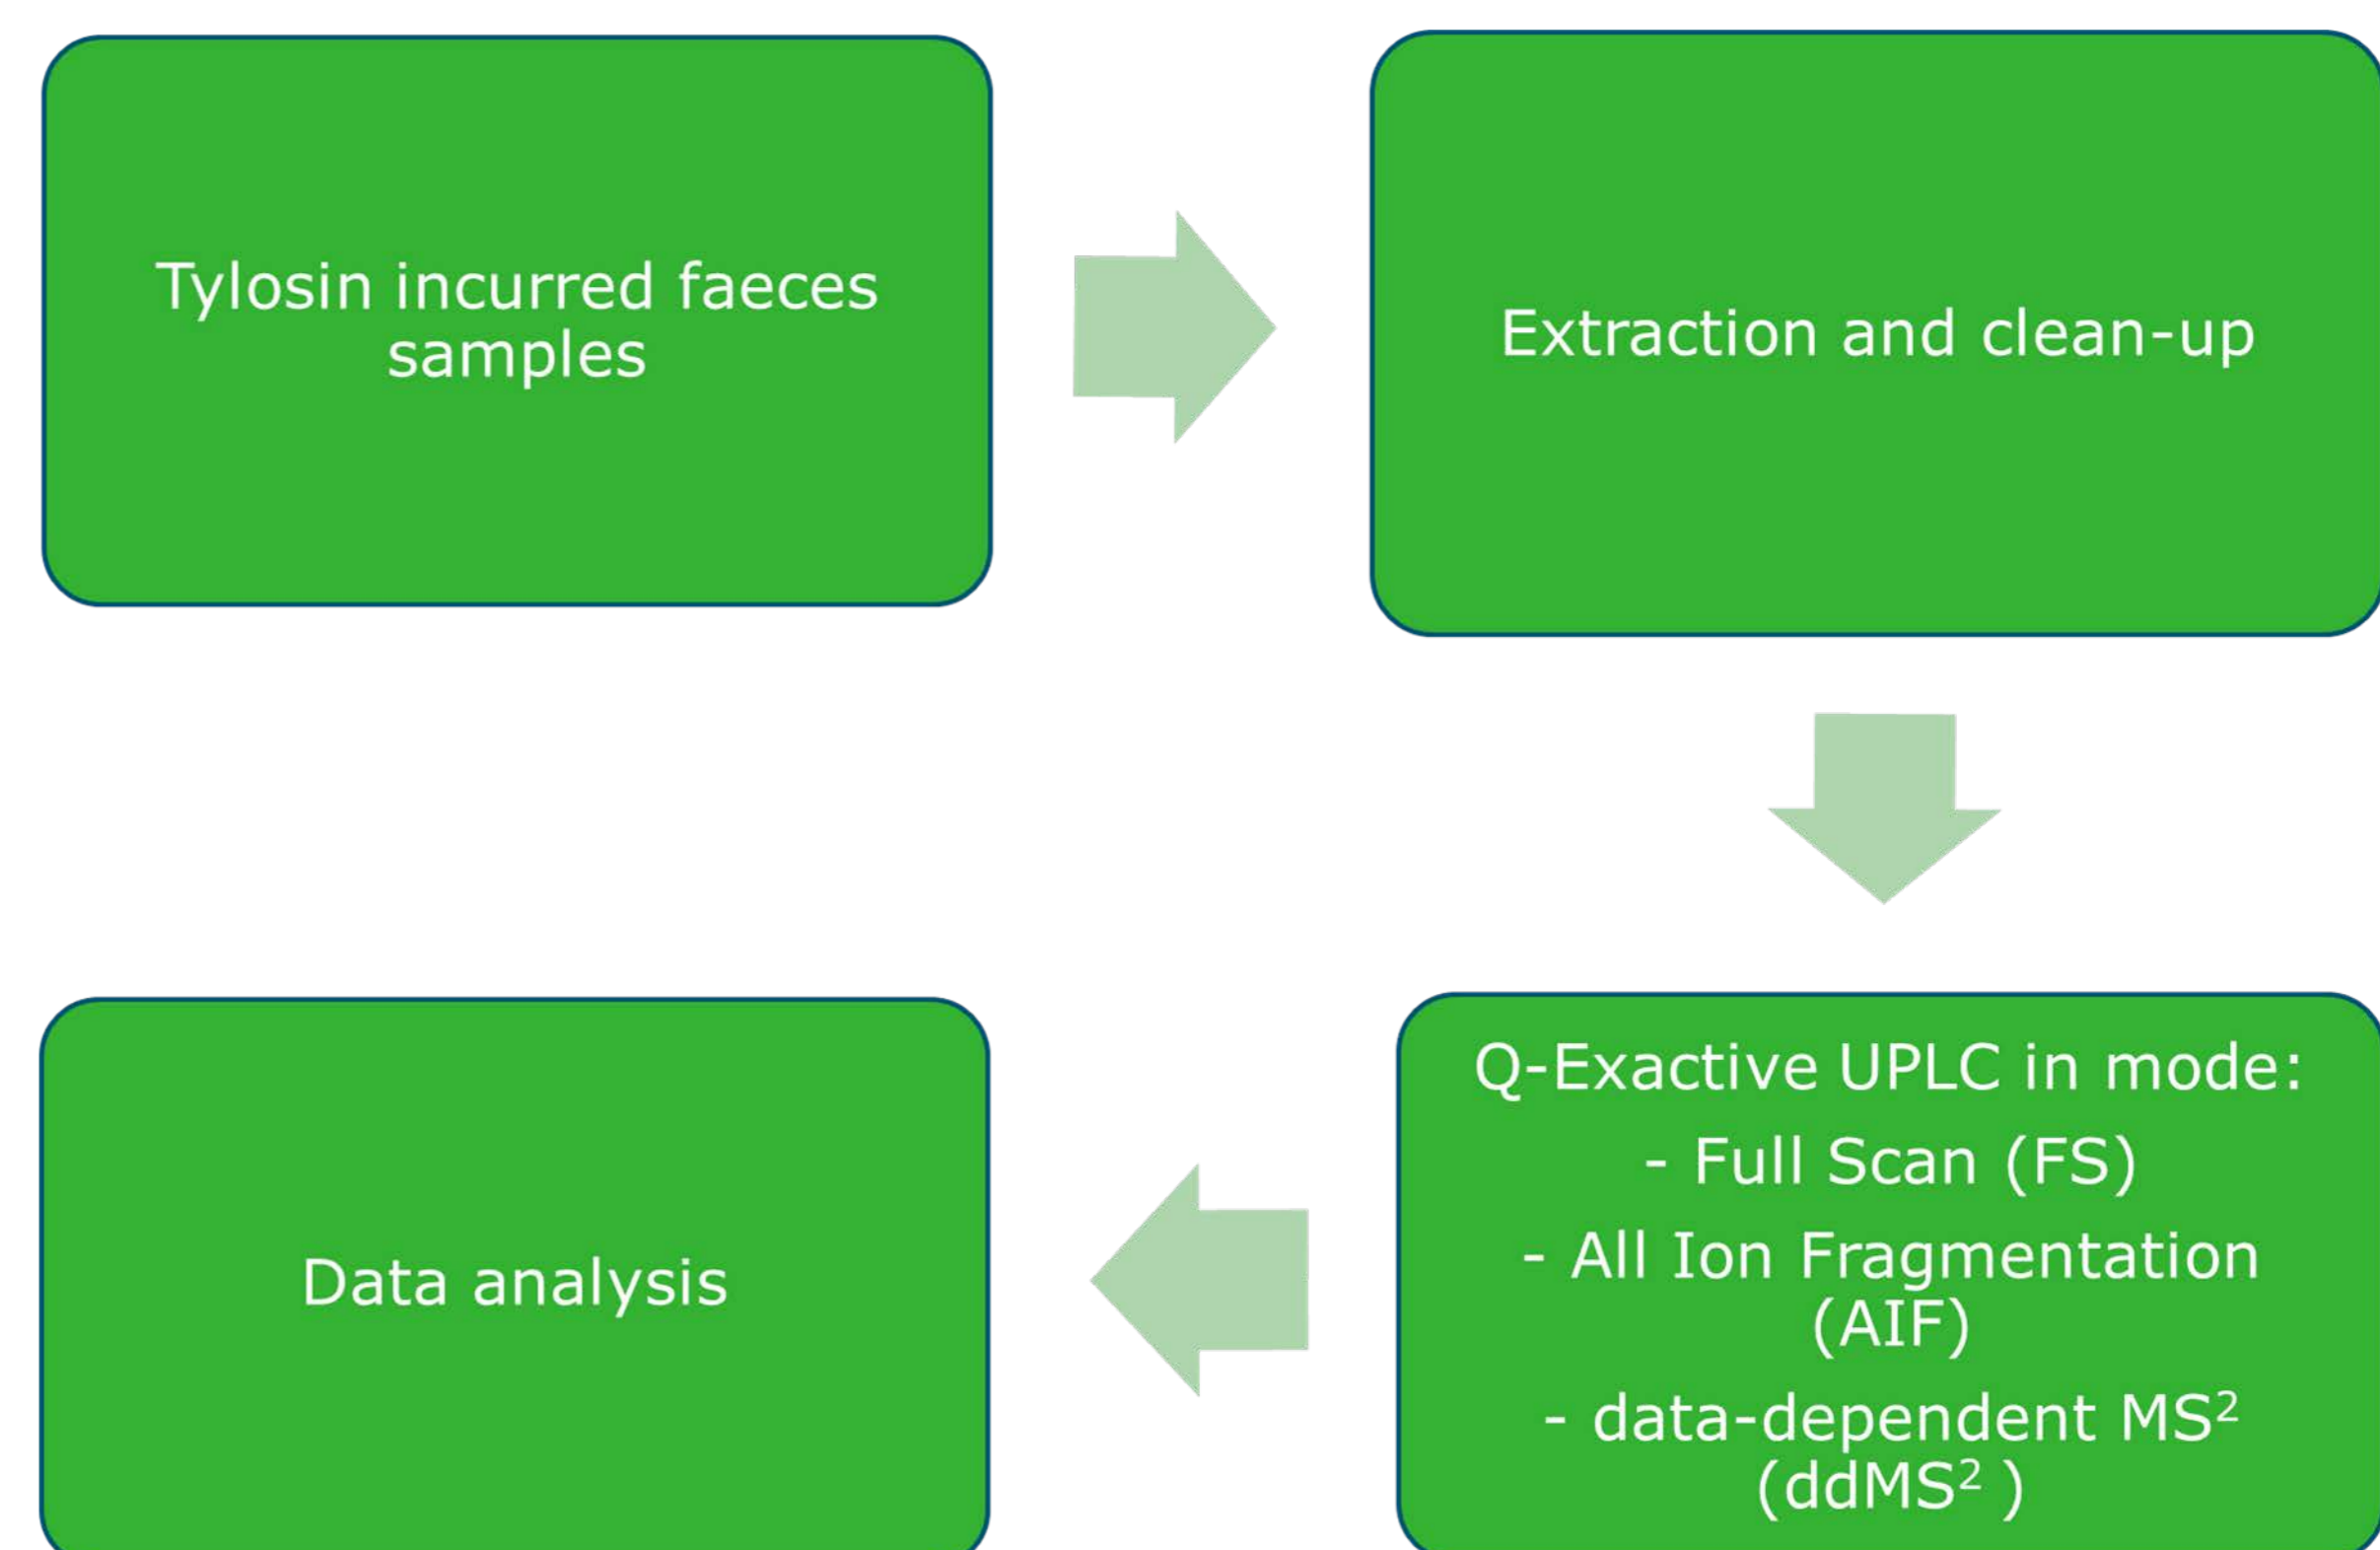 Tylosin incurred faeces
samples
Extraction and clean-up
Q-Exactive UPLC in mode:
- Full Scan (FS)
- All Ion Fragmentation
(AIF)
- data-dependent MS²
(ddMS² )
Data analysis